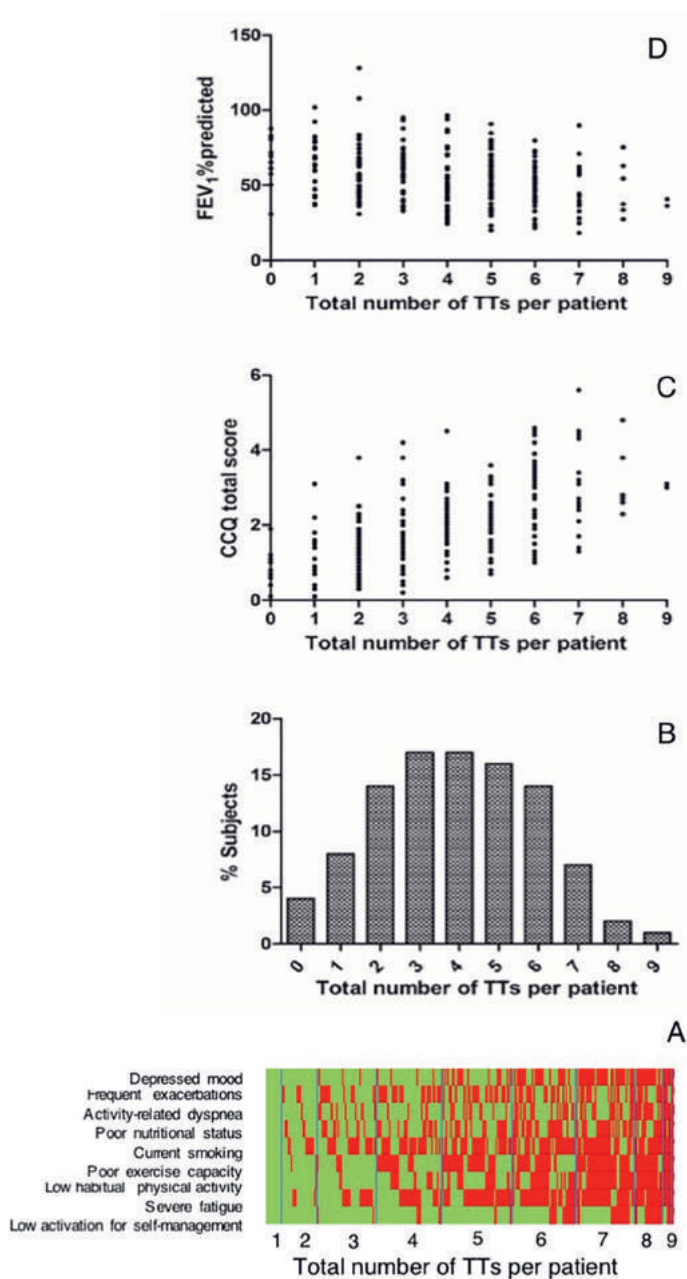 150
D
100
50
0
FEV1%predicted
0 1 2 3 4 5 6 7 8 9
Total number of TTs per patient
6
C
4
2
0
CCQ total score
0 1 2 3 4 5 6 7 8 9
Total number of TTs per patient
20
B
15
10
5
0
% Subjects
0 1 2 3 4 5 6 7 8 9
Total number of TTs per patient
A
Depressed mood
Frequent exacerbations
Activity-related dyspnea
Poor nutritional status
Current smoking
Poor exercise capacity
Low habitual physical activity
Severe fatigue
Low activation for self-management
1 2 3 4 5 6 7 8 9
Total number of TTs per patient